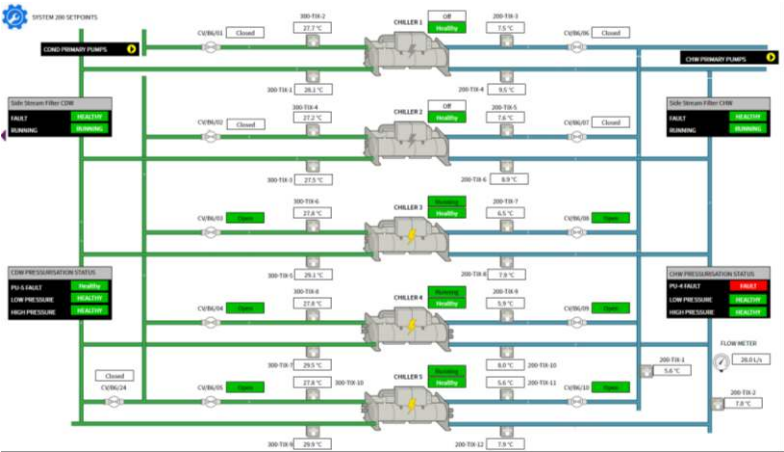 SYSTEM 200 SETPOINTS
COND PRIMARY PUMPS
CHW PRIMARY PUMPS
300-TIX-2
27.7 °C
CHILLER 1
Off
Healthy
200-TIX-3
7.5 °C
CV/B6/01
Closed
CV/B6/06
Closed
300-TIX-1
28.1 °C
200-TIX-4
9.5 °C
Side Stream Filter CDW
FAULT
HEALTHY
RUNNING
RUNNING
Side Stream Filter CHW
FAULT
HEALTHY
RUNNING
HEALTHY
300-TIX-4
27.2 °C
CHILLER 2
Off
Healthy
200-TIX-5
7.6 °C
CV/B6/02
Closed
CV/B6/07
Closed
300-TIX-3
27.5 °C
200-TIX-6
8.9 °C
300-TIX-6
27.8 °C
CHILLER 3
Running
Healthy
200-TIX-7
6.5 °C
CV/B6/03
Open
CV/B6/08
Open
300-TIX-5
29.1 °C
200-TIX-8
7.9 °C
CDW PRESSURISATION STATUS
PU-5 FAULT
Healthy
LOW PRESSURE
HEALTHY
HIGH PRESSURE
HEALTHY
CHW PRESSURISATION STATUS
PU-4 FAULT
FAULT
LOW PRESSURE
HEALTHY
HIGH PRESSURE
HEALTHY
300-TIX-8
27.8 °C
CHILLER 4
Running
Healthy
200-TIX-9
5.9 °C
CV/B6/04
Open
CV/B6/09
Open
300-TIX-7
29.5 °C
8.0 °C
200-TIX-10
FLOW METER
28.0 L/s
200-TIX-1
5.6 °C
200-TIX-2
7.8 °C
Closed
CV/B6/24
27.8 °C
300-TIX-10
CHILLER 5
Running
Healthy
5.6 °C
200-TIX-11
CV/B6/05
Open
CV/B6/10
Open
300-TIX-9
29.9 °C
200-TIX-12
7.9 °C